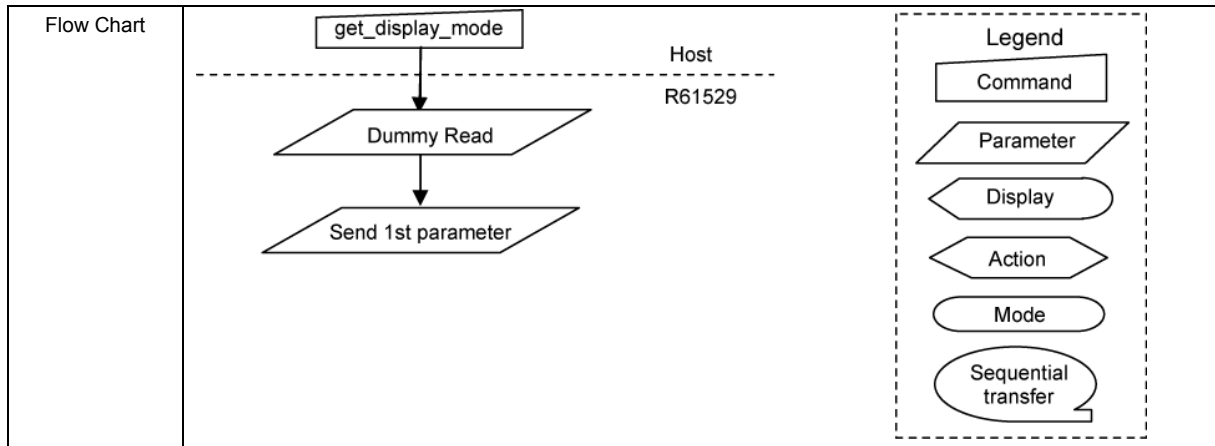 Flow Chart
get_display_mode
Host
R61529
Dummy Read
Send 1st parameter
Legend
Command
Parameter
Display
Action
Mode
Sequential
transfer